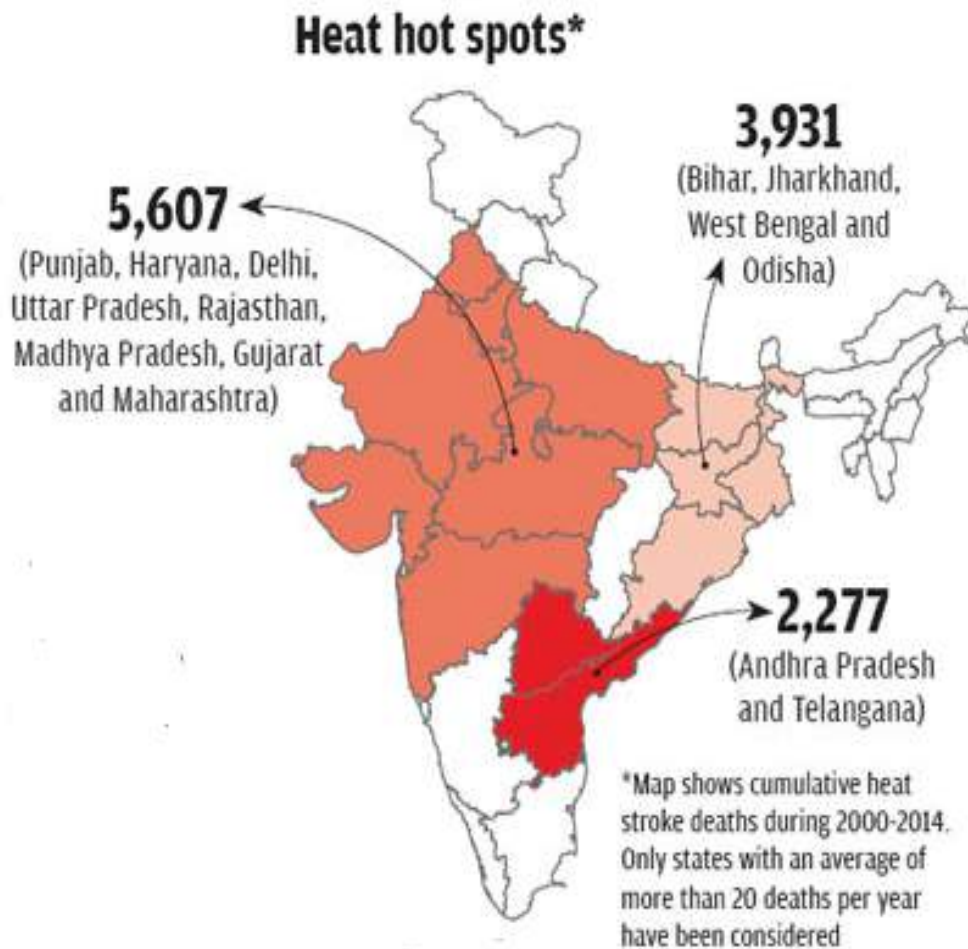 Heat hot spots*
5,607
(Punjab, Haryana, Delhi,
Uttar Pradesh, Rajasthan,
Madhya Pradesh, Gujarat
and Maharashtra)
3,931
(Bihar, Jharkhand,
West Bengal and
Odisha)
2,277
(Andhra Pradesh
and Telangana)
*Map shows cumulative heat
stroke deaths during 2000-2014.
Only states with an average of
more than 20 deaths per year
have been considered